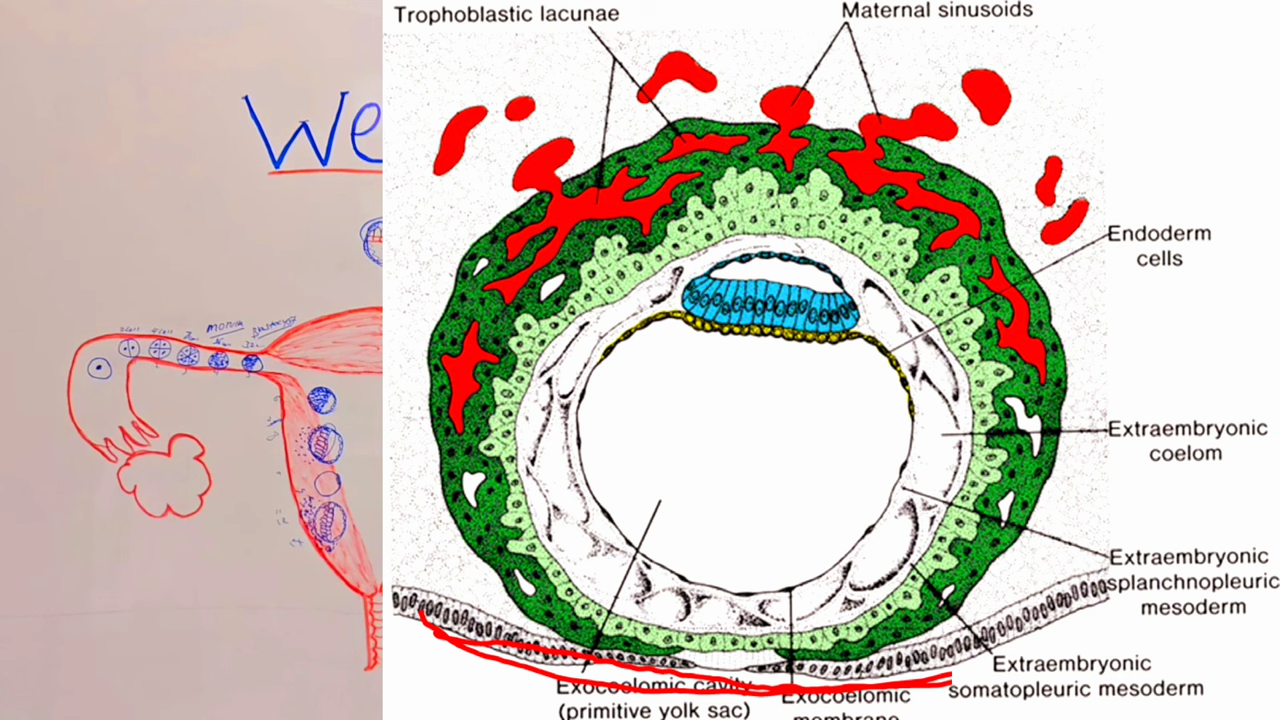 Trophoblastic lacunae
Maternal sinusoids
We
Endoderm
cells
MORULA
BLASTOCYST
Extraembryonic
coelom
Extraembryonic
splanchnopleuric
mesoderm
Extraembryonic
somatopleuric mesoderm
Exocoelomic cavity
(primitive yolk sac)
Exocoelomic
membrane